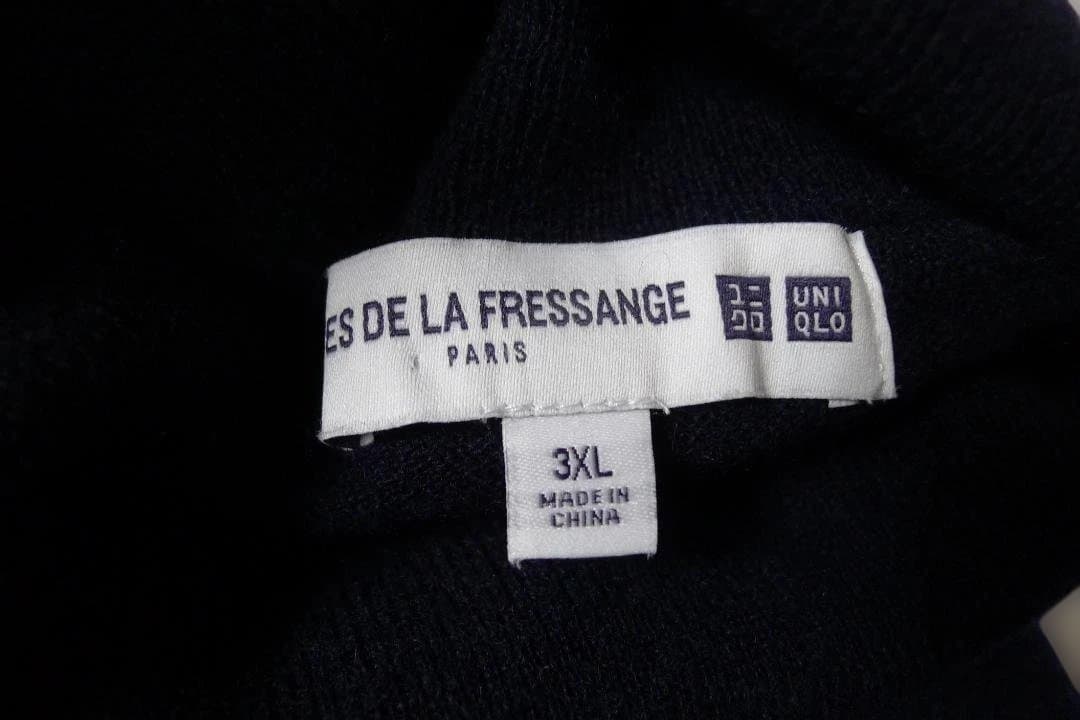 ES DE LA FRESSANGE
PARIS
ユニ
クロ
UNI
QLO
3XL
MADE IN
CHINA